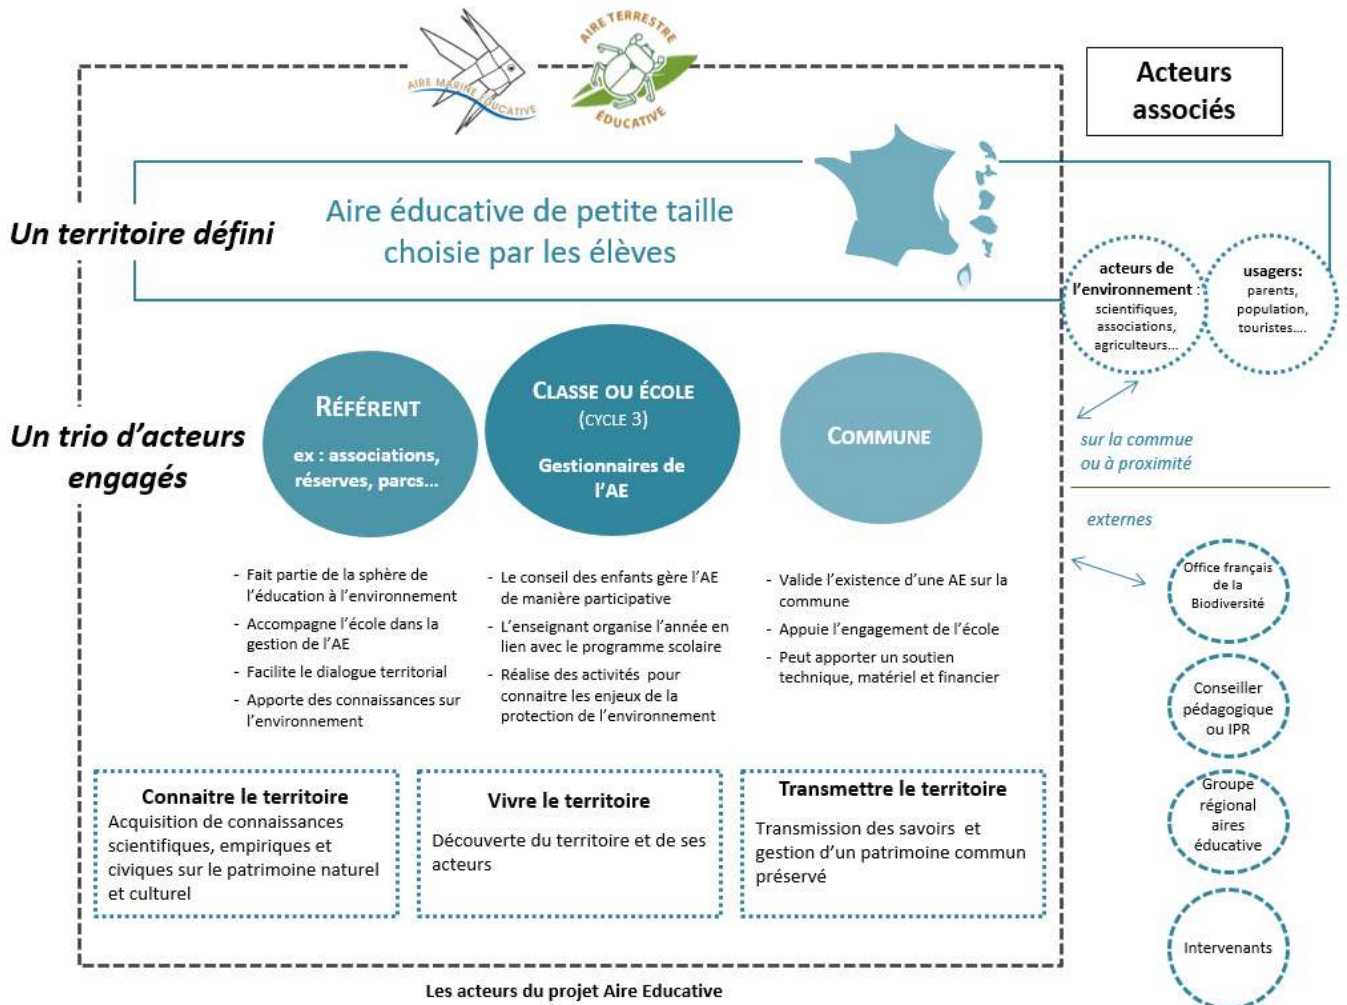 AIRE MARINE EDUCATIVE
AIRE TERRESTRE
ÉDUCATIVE
Acteurs
associés
Un territoire défini
Aire éducative de petite taille
choisie par les élèves
acteurs de
l'environnement :
scientifiques,
associations,
agriculteurs...
usagers:
parents,
population,
touristes....
Un trio d'acteurs
engagés
RÉFÉRENT
ex : associations,
réserves, parcs...
CLASSE OU ÉCOLE
(CYCLE 3)
Gestionnaires de
l'AE
COMMUNE
sur la commue
ou à proximité
externes
- Fait partie de la sphère de
l'éducation à l'environnement
- Accompagne l'école dans la
gestion de l'AE
- Facilite le dialogue territorial
- Apporte des connaissances sur
l'environnement
- Le conseil des enfants gère l'AE
de manière participative
- L'enseignant organise l'année en
lien avec le programme scolaire
- Réalise des activités pour
connaitre les enjeux de la
protection de l'environnement
- Valide l'existence d'une AE sur la
commune
- Appuie l'engagement de l'école
- Peut apporter un soutien
technique, matériel et financier
Office français
de la
Biodiversité
Conseiller
pédagogique
ou IPR
Groupe
régional
aires
éducative
Intervenants
Connaitre le territoire
Acquisition de connaissances
scientifiques, empiriques et
civiques sur le patrimoine naturel
et culturel
Vivre le territoire
Découverte du territoire et de ses
acteurs
Transmettre le territoire
Transmission des savoirs et
gestion d'un patrimoine commun
préservé
Les acteurs du projet Aire Educative